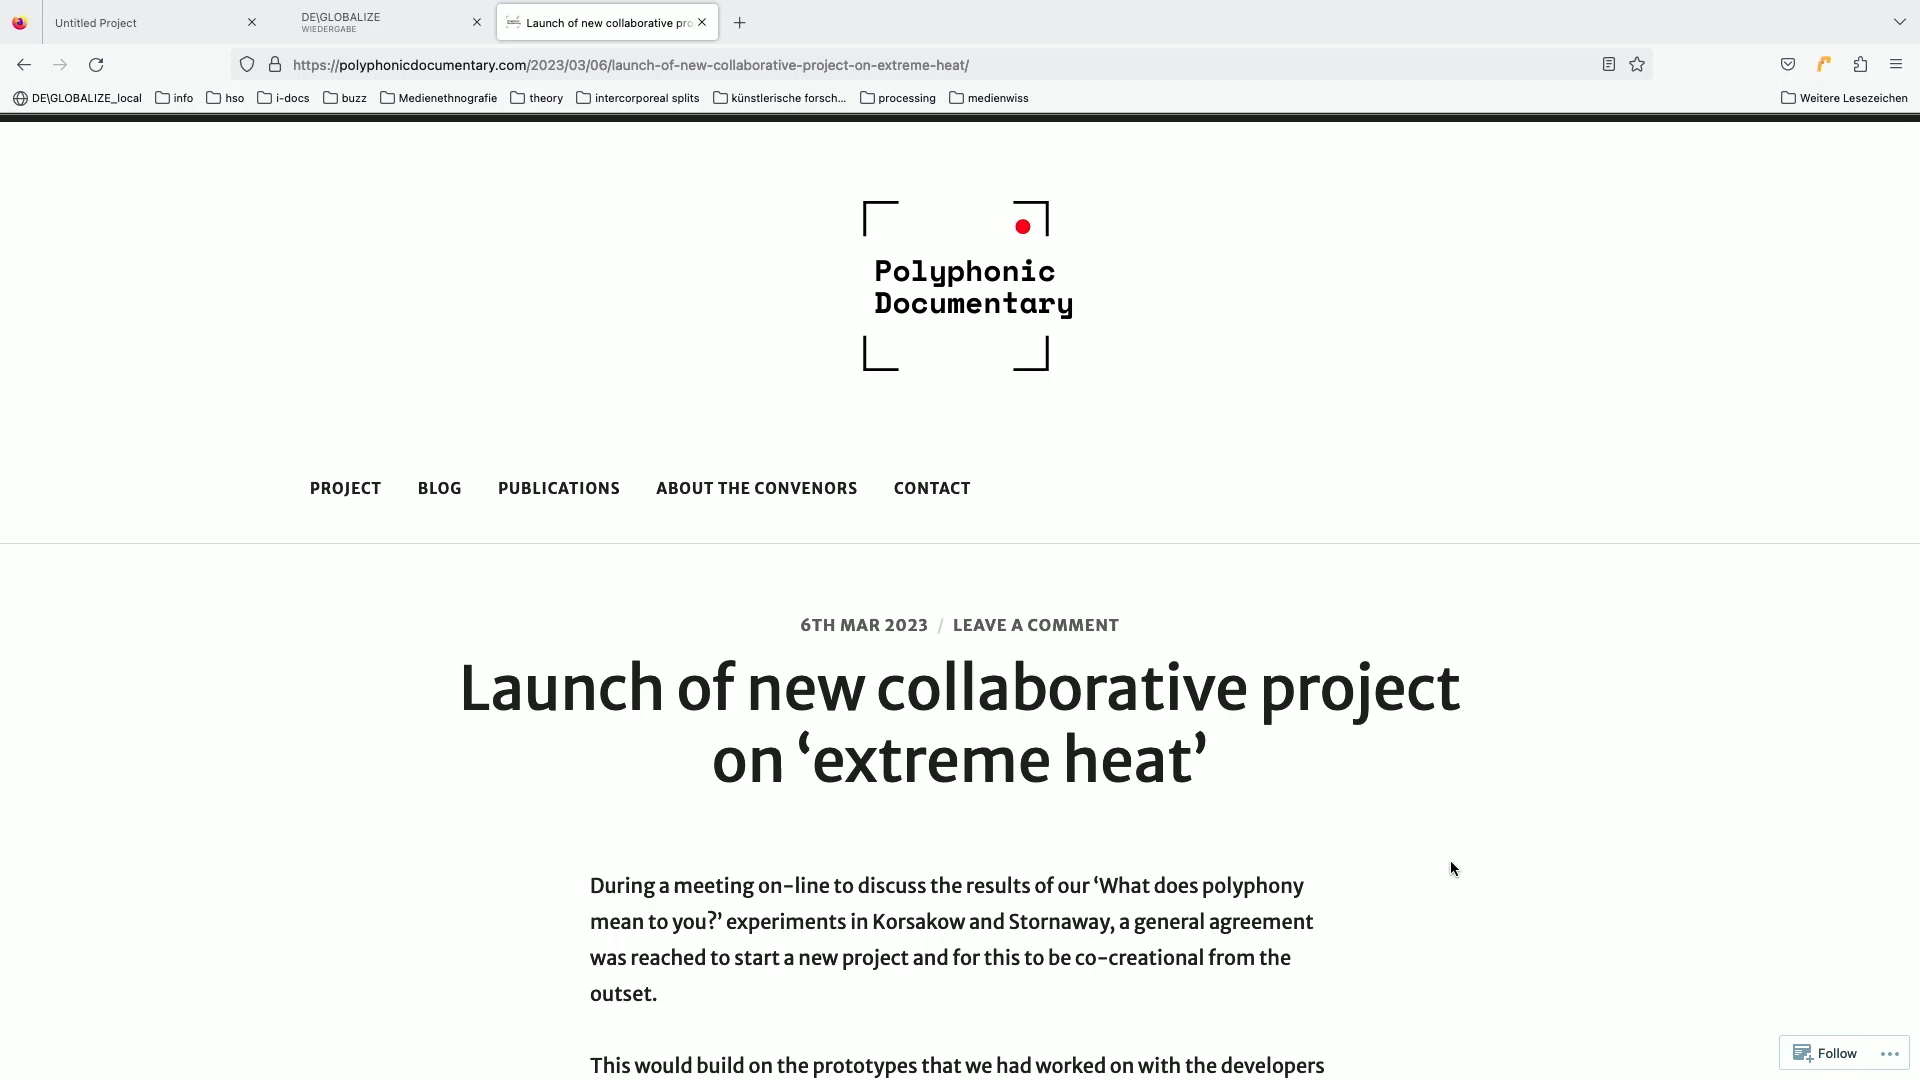 Untitled Project
DE\GLOBALIZE
WIEDERGABE
Launch of new collaborative pro
https://polyphonicdocumentary.com/2023/03/06/launch-of-new-collaborative-project-on-extreme-heat/
DE\GLOBALIZE_local info hso i-docs buzz Medienethnografie theory intercorporeal splits künstlerische forsch... processing medienwiss Weitere Lesezeichen
Polyphonic
Documentary
PROJECT BLOG PUBLICATIONS ABOUT THE CONVENORS CONTACT
6TH MAR 2023 / LEAVE A COMMENT
Launch of new collaborative project
on ‘extreme heat’
During a meeting on-line to discuss the results of our ‘What does polyphony
mean to you?’ experiments in Korsakow and Stornaway, a general agreement
was reached to start a new project and for this to be co-creational from the
outset.
This would build on the prototypes that we had worked on with the developers
Follow ...